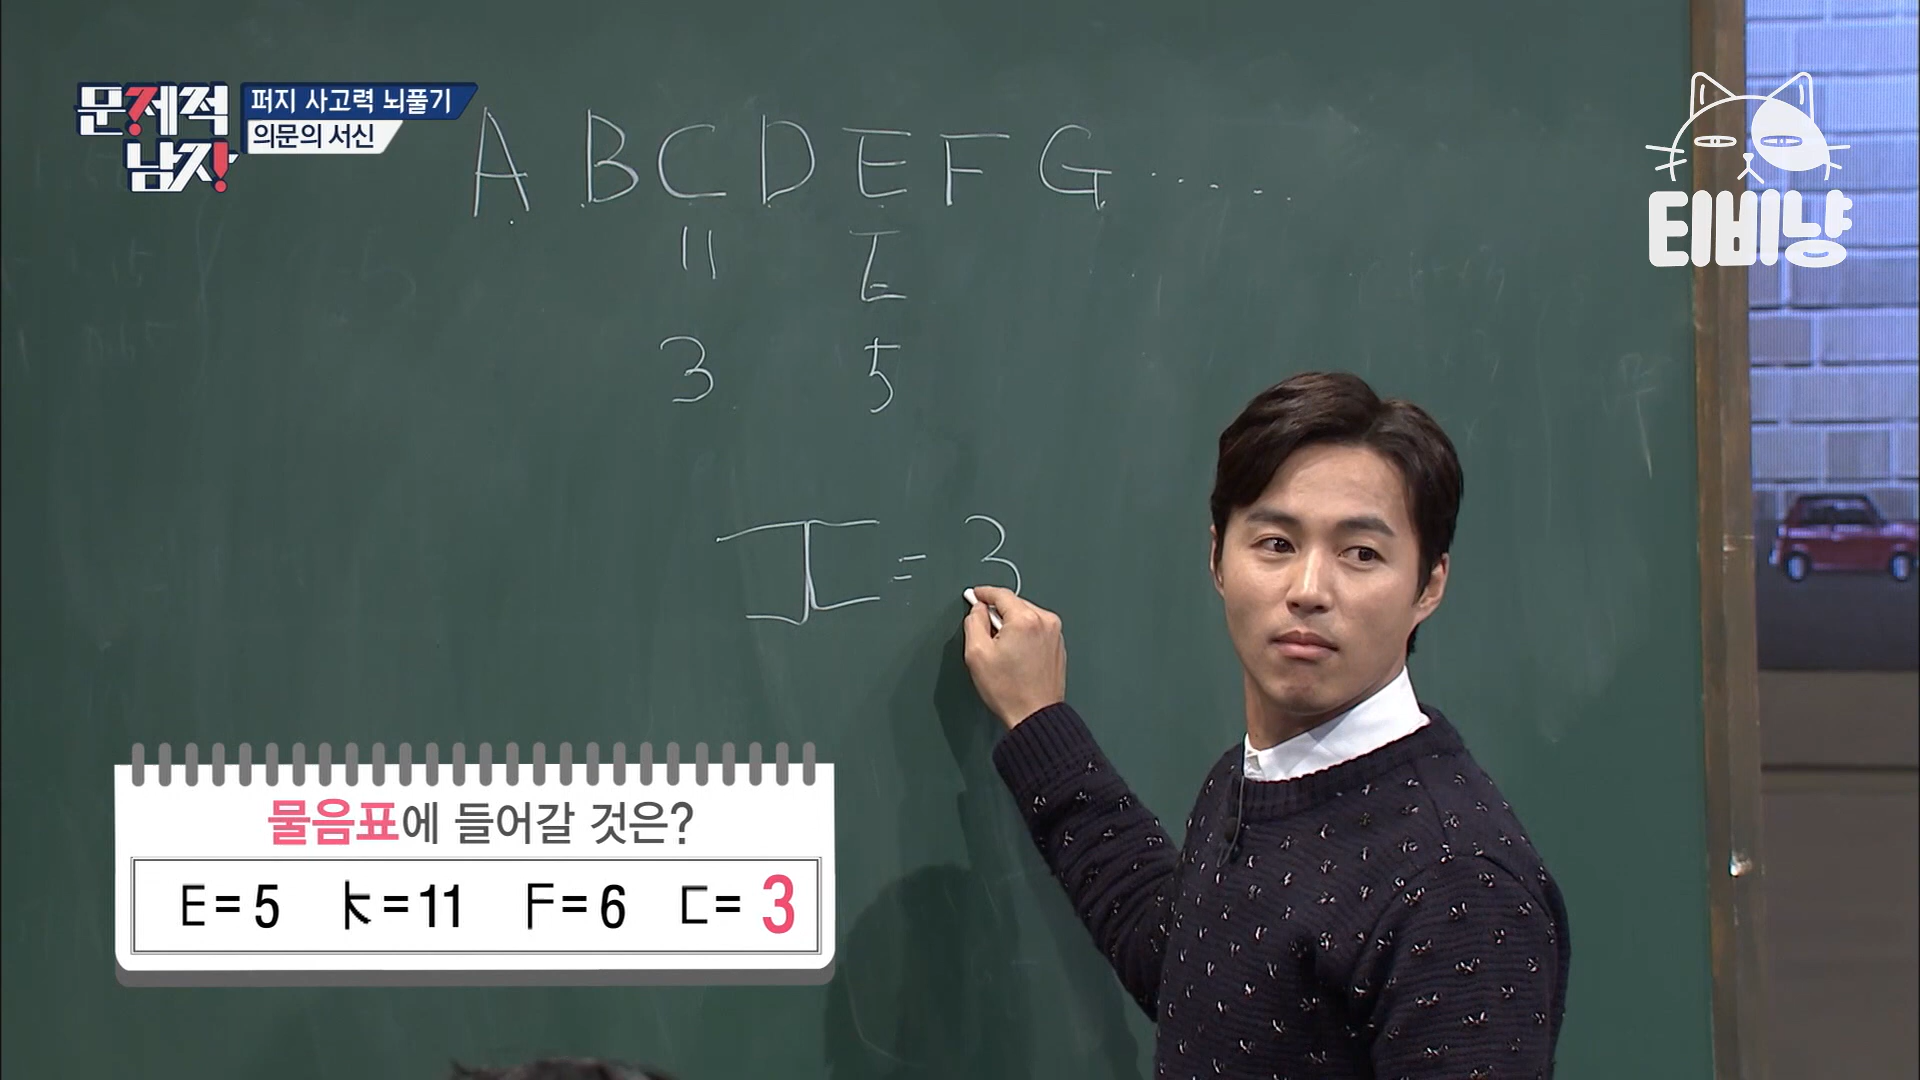 문제적
남자!
퍼지 사고력 뇌풀기
의문의 서신
티비냥
A B C D E F G ......
"
3 5
= 3
물음표에 들어갈 것은?
E=5 k=11 F=6 ㄷ=3